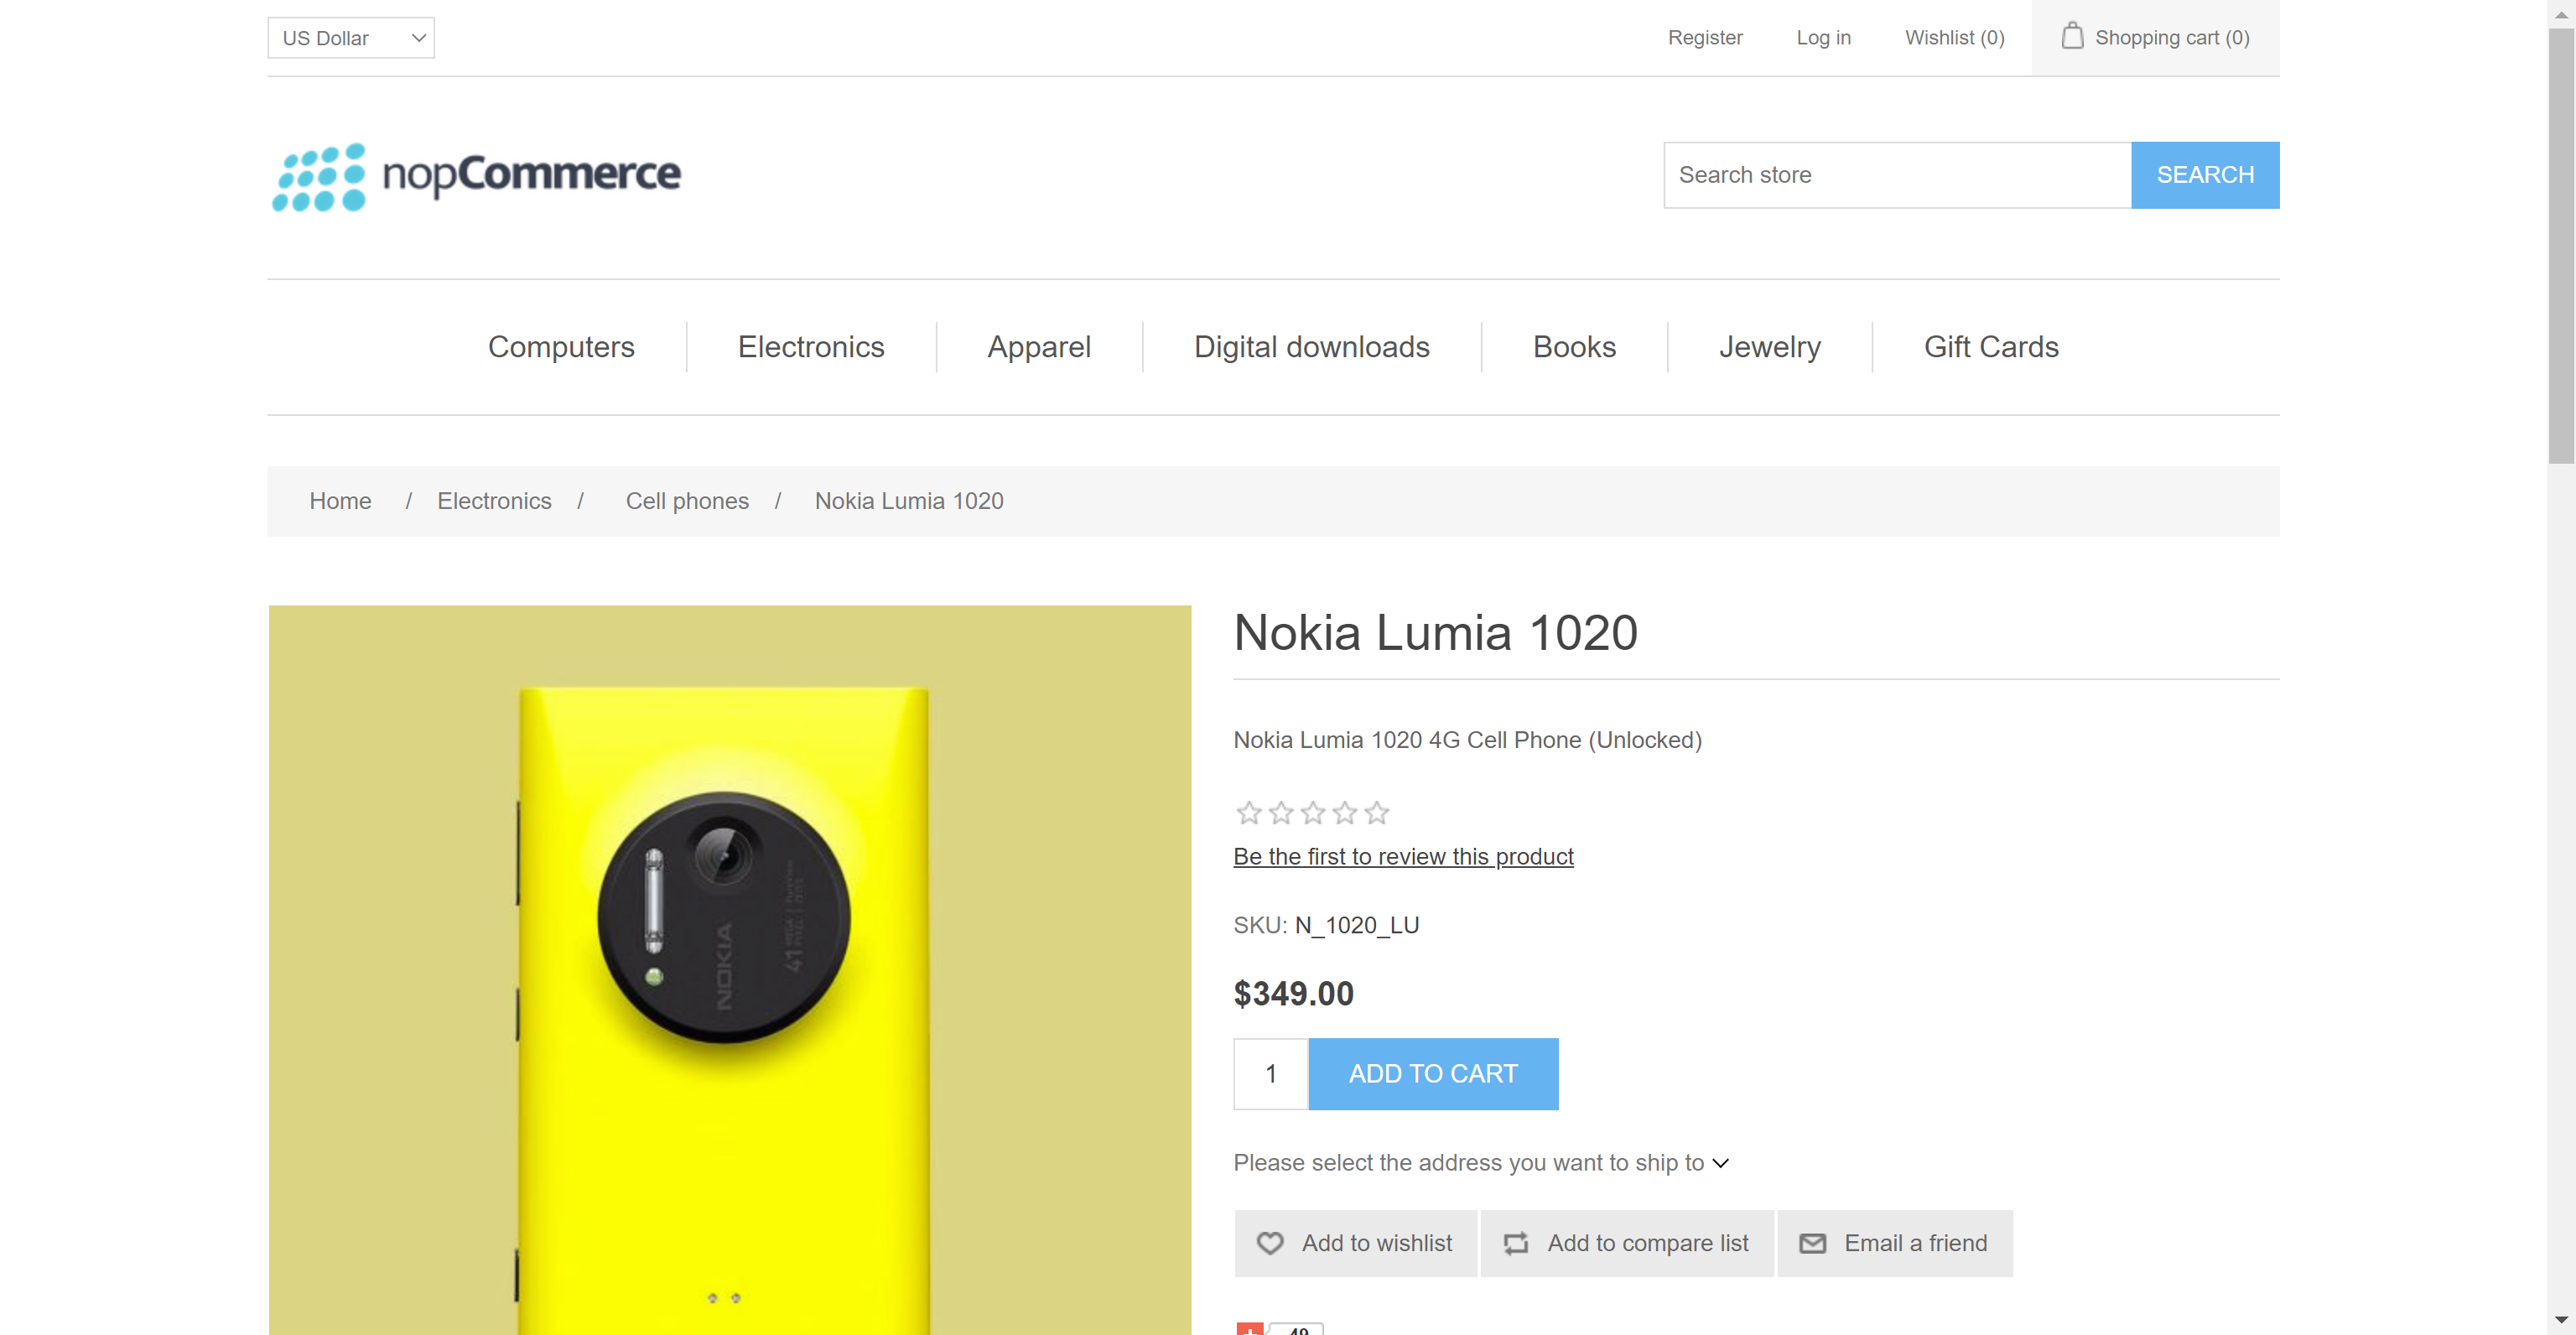 US Dollar
Register
Log in
Wishlist (0)
Shopping cart (0)
nopCommerce
Search store
SEARCH
Computers
Electronics
Apparel
Digital downloads
Books
Jewelry
Gift Cards
Home / Electronics / Cell phones / Nokia Lumia 1020
Nokia Lumia 1020
Nokia Lumia 1020 4G Cell Phone (Unlocked)
Be the first to review this product
SKU: N_1020_LU
$349.00
1
ADD TO CART
Please select the address you want to ship to
Add to wishlist
Add to compare list
Email a friend
NOKIA
41